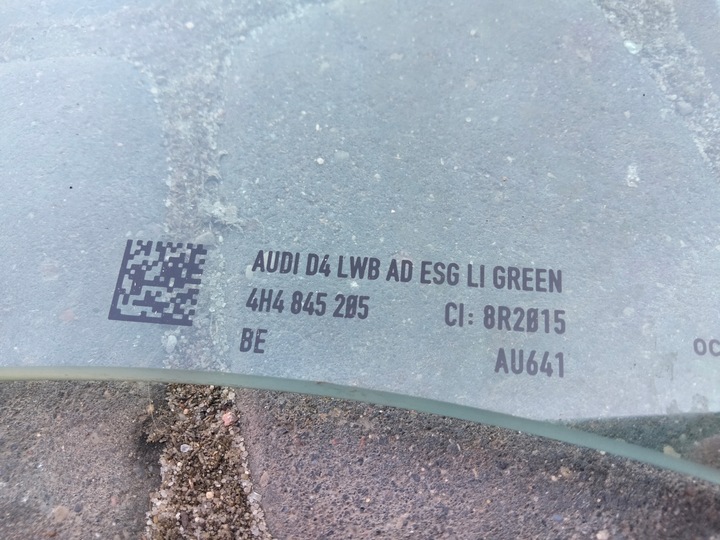 AUDI D4 LWB AD ESG LI GREEN
4H4 845 205 CI: 8R2015
BE AU641